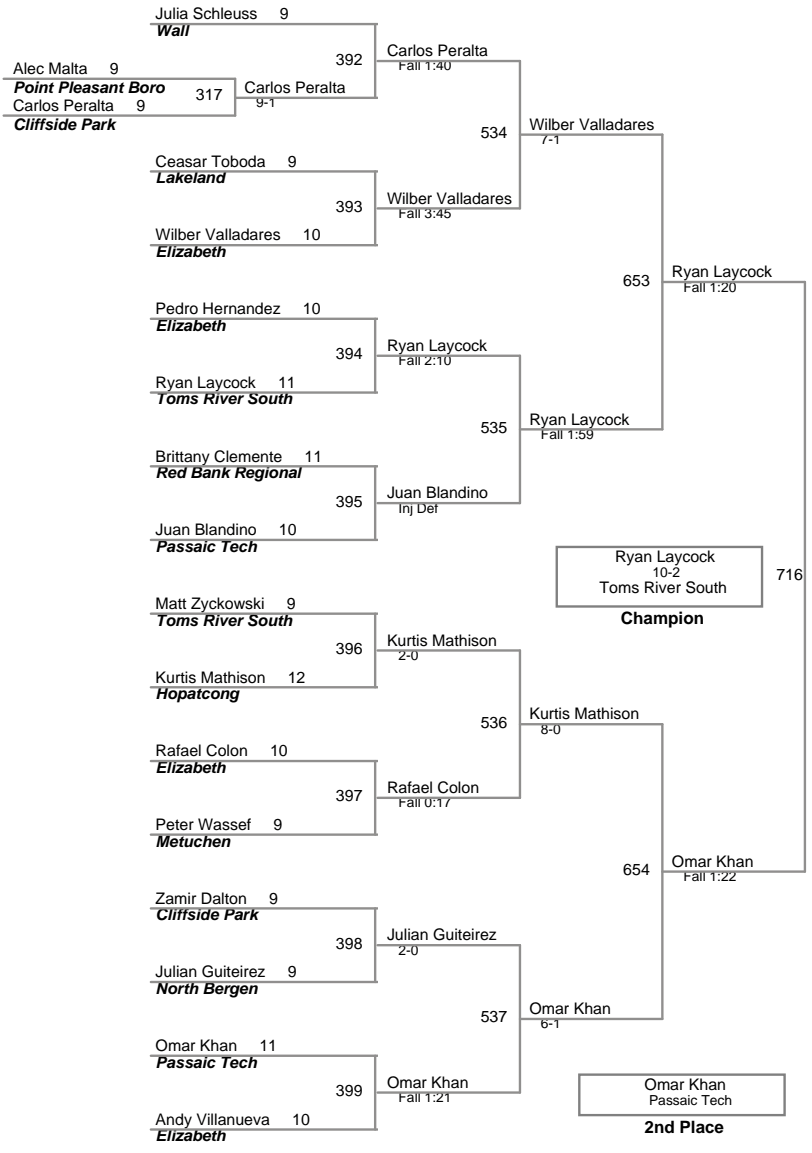 Julia Schleuss 9
Wall
392
Carlos Peralta
Fall 1:40
Alec Malta 9
Point Pleasant Boro
317
Carlos Peralta
9-1
Carlos Peralta 9
Cliffside Park
534
Wilber Valladares
7-1
Ceasar Toboda 9
Lakeland
393
Wilber Valladares
Fall 3:45
Wilber Valladares 10
Elizabeth
653
Ryan Laycock
Fall 1:20
Pedro Hernandez 10
Elizabeth
394
Ryan Laycock
Fall 2:10
Ryan Laycock 11
Toms River South
535
Ryan Laycock
Fall 1:59
Brittany Clemente 11
Red Bank Regional
395
Juan Blandino
Inj Def
Juan Blandino 10
Passaic Tech
Ryan Laycock
10-2
Toms River South
Champion
716
Matt Zyckowski 9
Toms River South
396
Kurtis Mathison
2-0
Kurtis Mathison 12
Hopatcong
536
Kurtis Mathison
8-0
Rafael Colon 10
Elizabeth
397
Rafael Colon
Fall 0:17
Peter Wassef 9
Metuchen
654
Omar Khan
Fall 1:22
Zamir Dalton 9
Cliffside Park
398
Julian Guiteirez
2-0
Julian Guiteirez 9
North Bergen
537
Omar Khan
6-1
Omar Khan 11
Passaic Tech
399
Omar Khan
Fall 1:21
Andy Villanueva 10
Elizabeth
Omar Khan
Passaic Tech
2nd Place